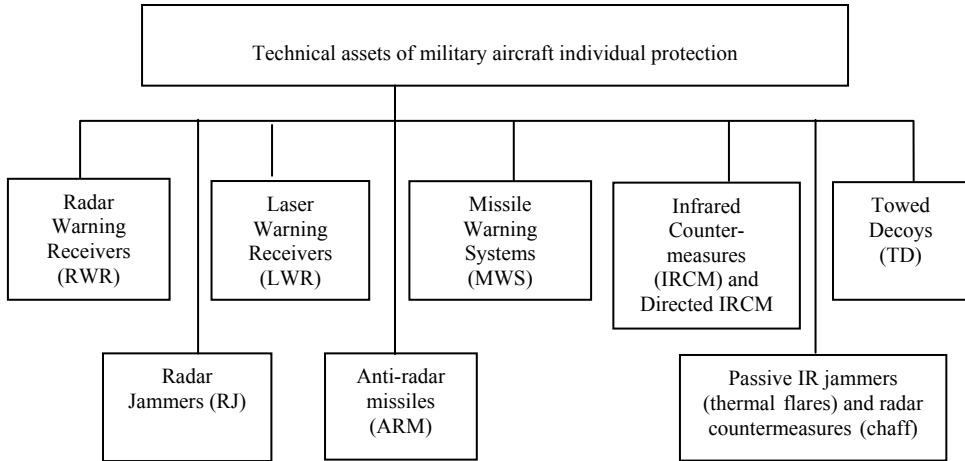 Technical assets of military aircraft individual protection
Radar
Warning
Receivers
(RWR)
Laser
Warning
Receivers
(LWR)
Missile
Warning
Systems
(MWS)
Infrared
Counter-
measures
(IRCM) and
Directed IRCM
Towed
Decoys
(TD)
Radar
Jammers (RJ)
Anti-radar
missiles
(ARM)
Passive IR jammers
(thermal flares) and radar
countermeasures (chaff)